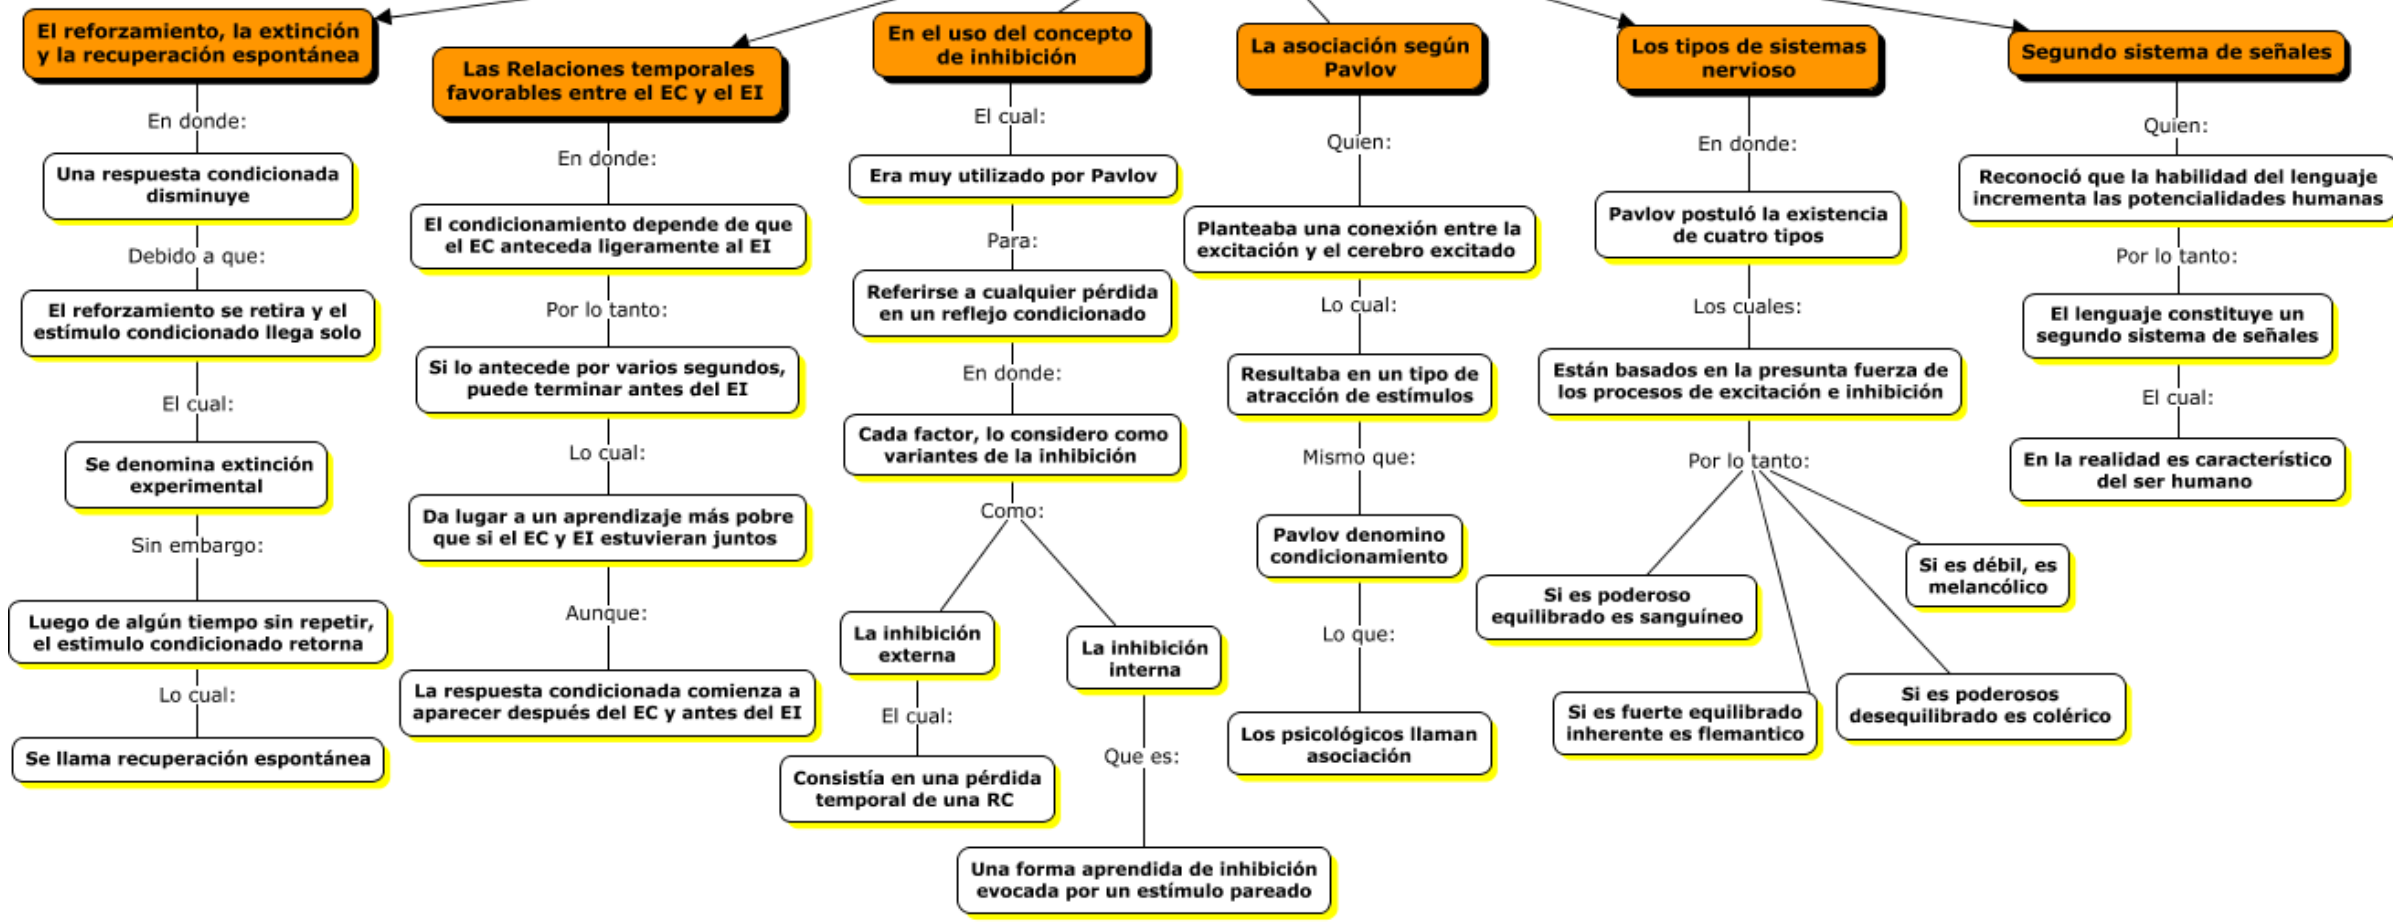 El reforzamiento, la extinción
y la recuperación espontánea
En donde:
Una respuesta condicionada
disminuye
Debido a que:
El reforzamiento se retira y el
estímulo condicionado llega solo
El cual:
Se denomina extinción
experimental
Sin embargo:
Luego de algún tiempo sin repetir,
el estimulo condicionado retorna
Lo cual:
Se llama recuperación espontánea
Las Relaciones temporales
favorables entre el EC y el EI
En donde:
El condicionamiento depende de que
el EC anteceda ligeramente al EI
Por lo tanto:
Si lo antecede por varios segundos,
puede terminar antes del EI
Lo cual:
Da lugar a un aprendizaje más pobre
que si el EC y EI estuvieran juntos
Aunque:
La respuesta condicionada comienza a
aparecer después del EC y antes del EI
En el uso del concepto
de inhibición
El cual:
Era muy utilizado por Pavlov
Para:
Referirse a cualquier pérdida
en un reflejo condicionado
En donde:
Cada factor, lo considero como
variantes de la inhibición
Como:
La inhibición
externa
El cual:
Consistía en una pérdida
temporal de una RC
La inhibición
interna
Que es:
Una forma aprendida de inhibición
evocada por un estímulo pareado
La asociación según
Pavlov
Quien:
Planteaba una conexión entre la
excitación y el cerebro excitado
Lo cual:
Resultaba en un tipo de
atracción de estímulos
Mismo que:
Pavlov denomino
condicionamiento
Lo que:
Los psicológicos llaman
asociación
Los tipos de sistemas
nervioso
En donde:
Pavlov postuló la existencia
de cuatro tipos
Los cuales:
Están basados en la presunta fuerza de
los procesos de excitación e inhibición
Por lo tanto:
Si es poderoso
equilibrado es sanguíneo
Si es fuerte equilibrado
inherente es flemantico
Si es poderosos
desequilibrado es colérico
Si es débil, es
melancólico
Segundo sistema de señales
Quien:
Reconoció que la habilidad del lenguaje
incrementa las potencialidades humanas
Por lo tanto:
El lenguaje constituye un
segundo sistema de señales
El cual:
En la realidad es característico
del ser humano